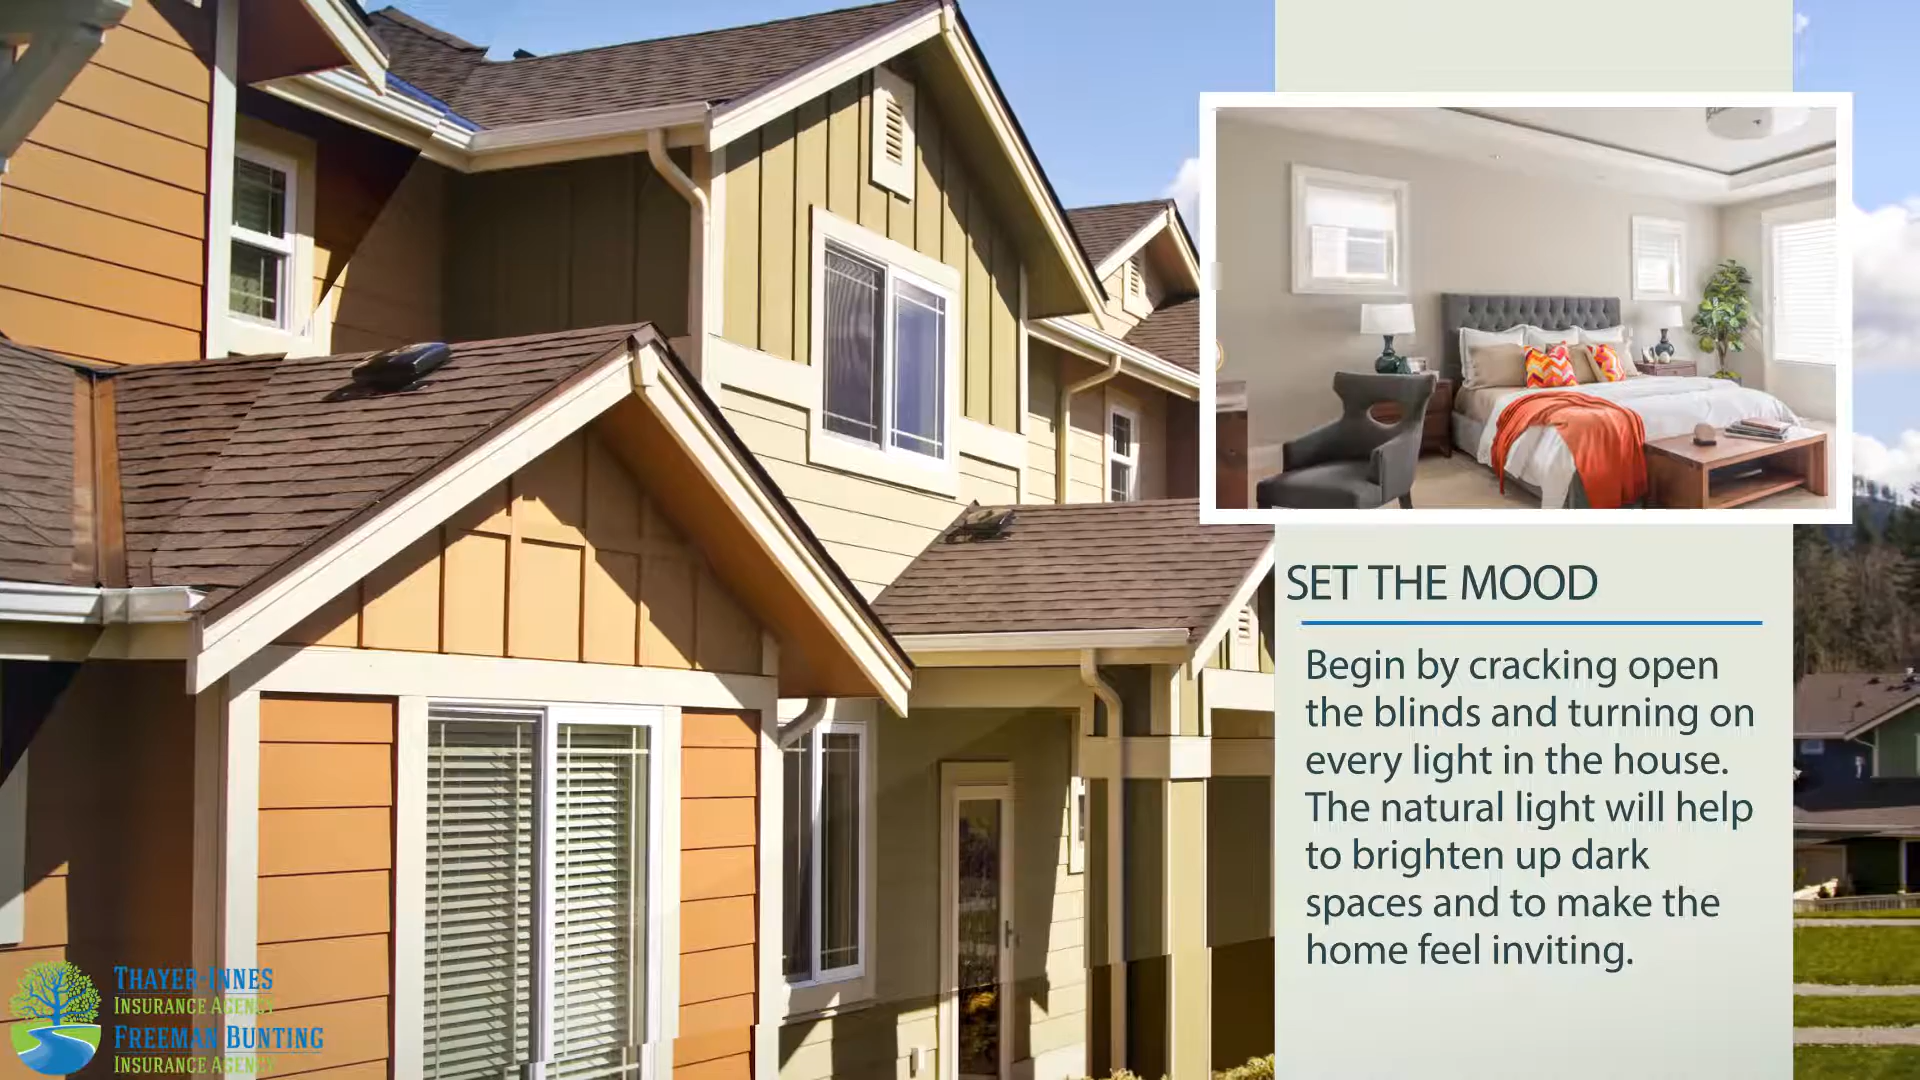 SET THE MOOD
Begin by cracking open
the blinds and turning on
every light in the house.
The natural light will help
to brighten up dark
spaces and to make the
home feel inviting.
THAYER-INNES
INSURANCE AGENCY
FREEMAN BUNTING
INSURANCE AGENCY